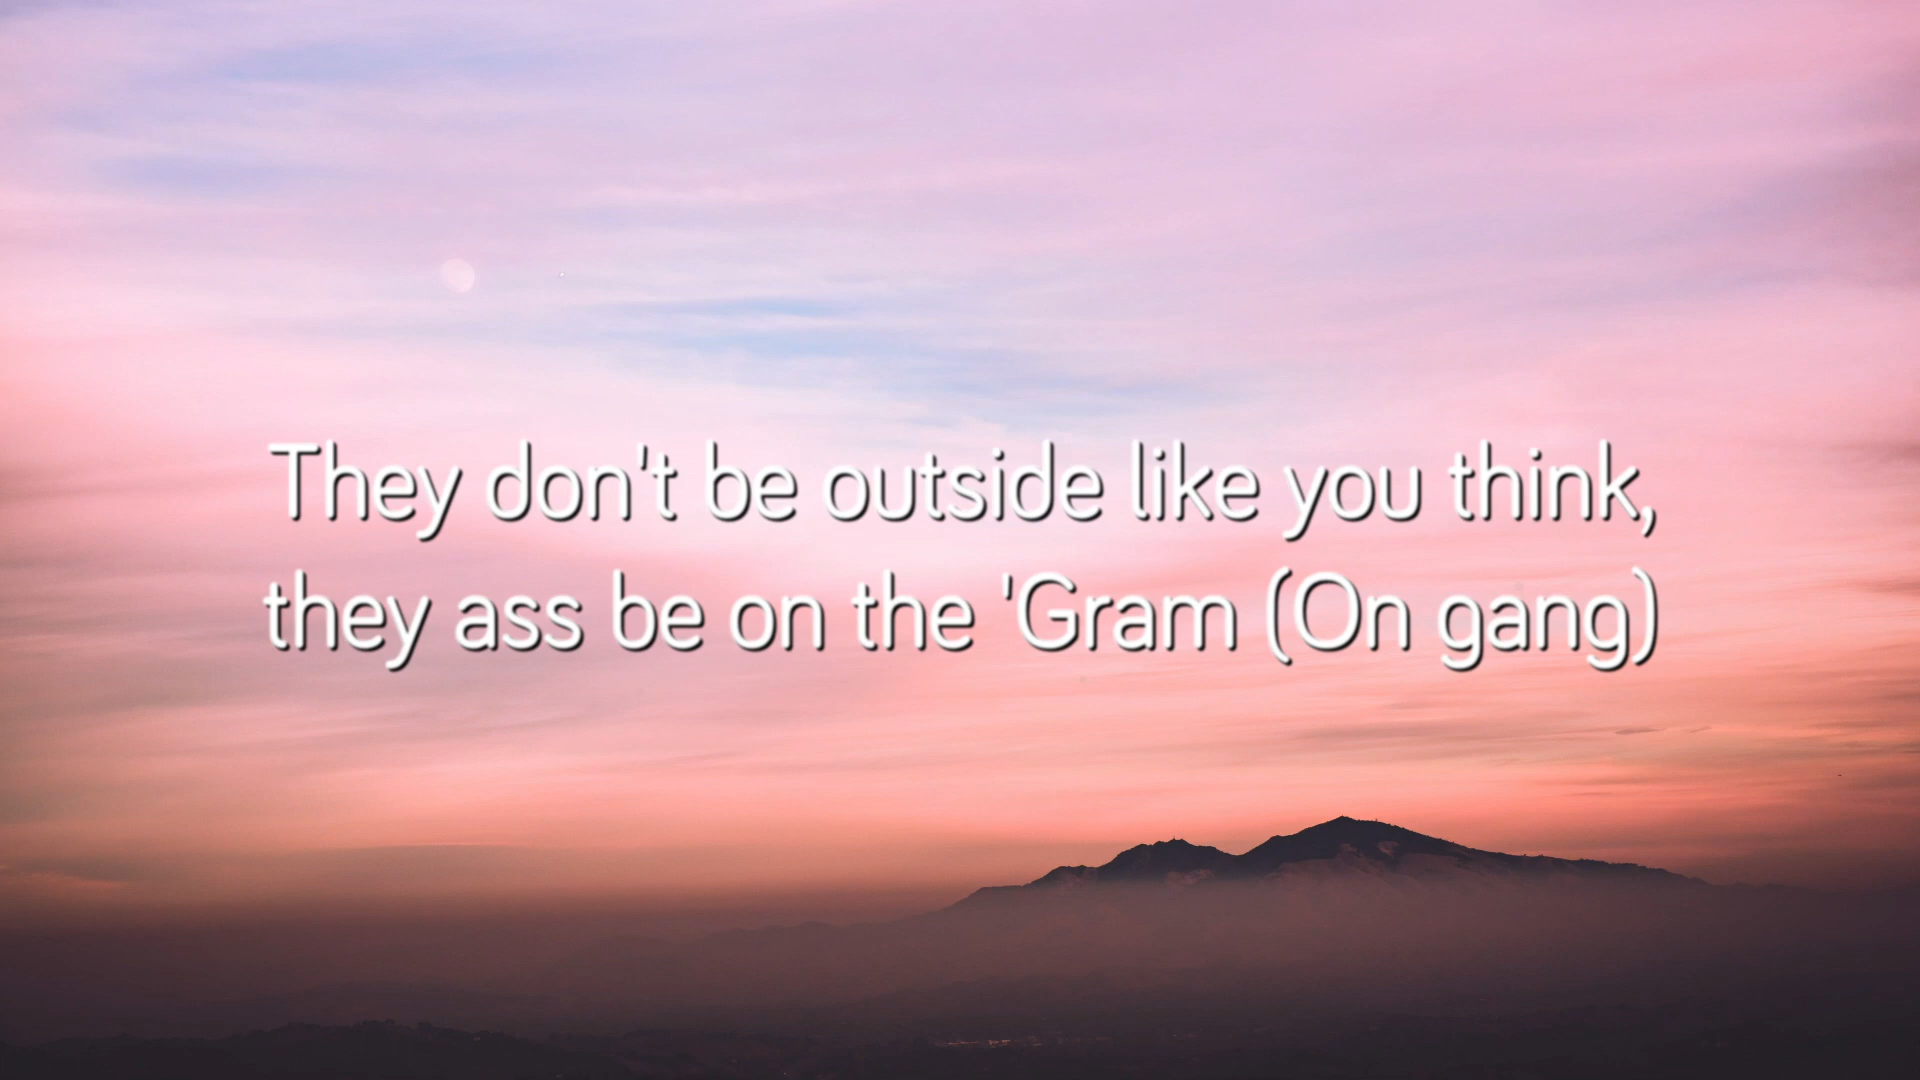 They don't be outside like you think,
they ass be on the 'Gram (On gang)